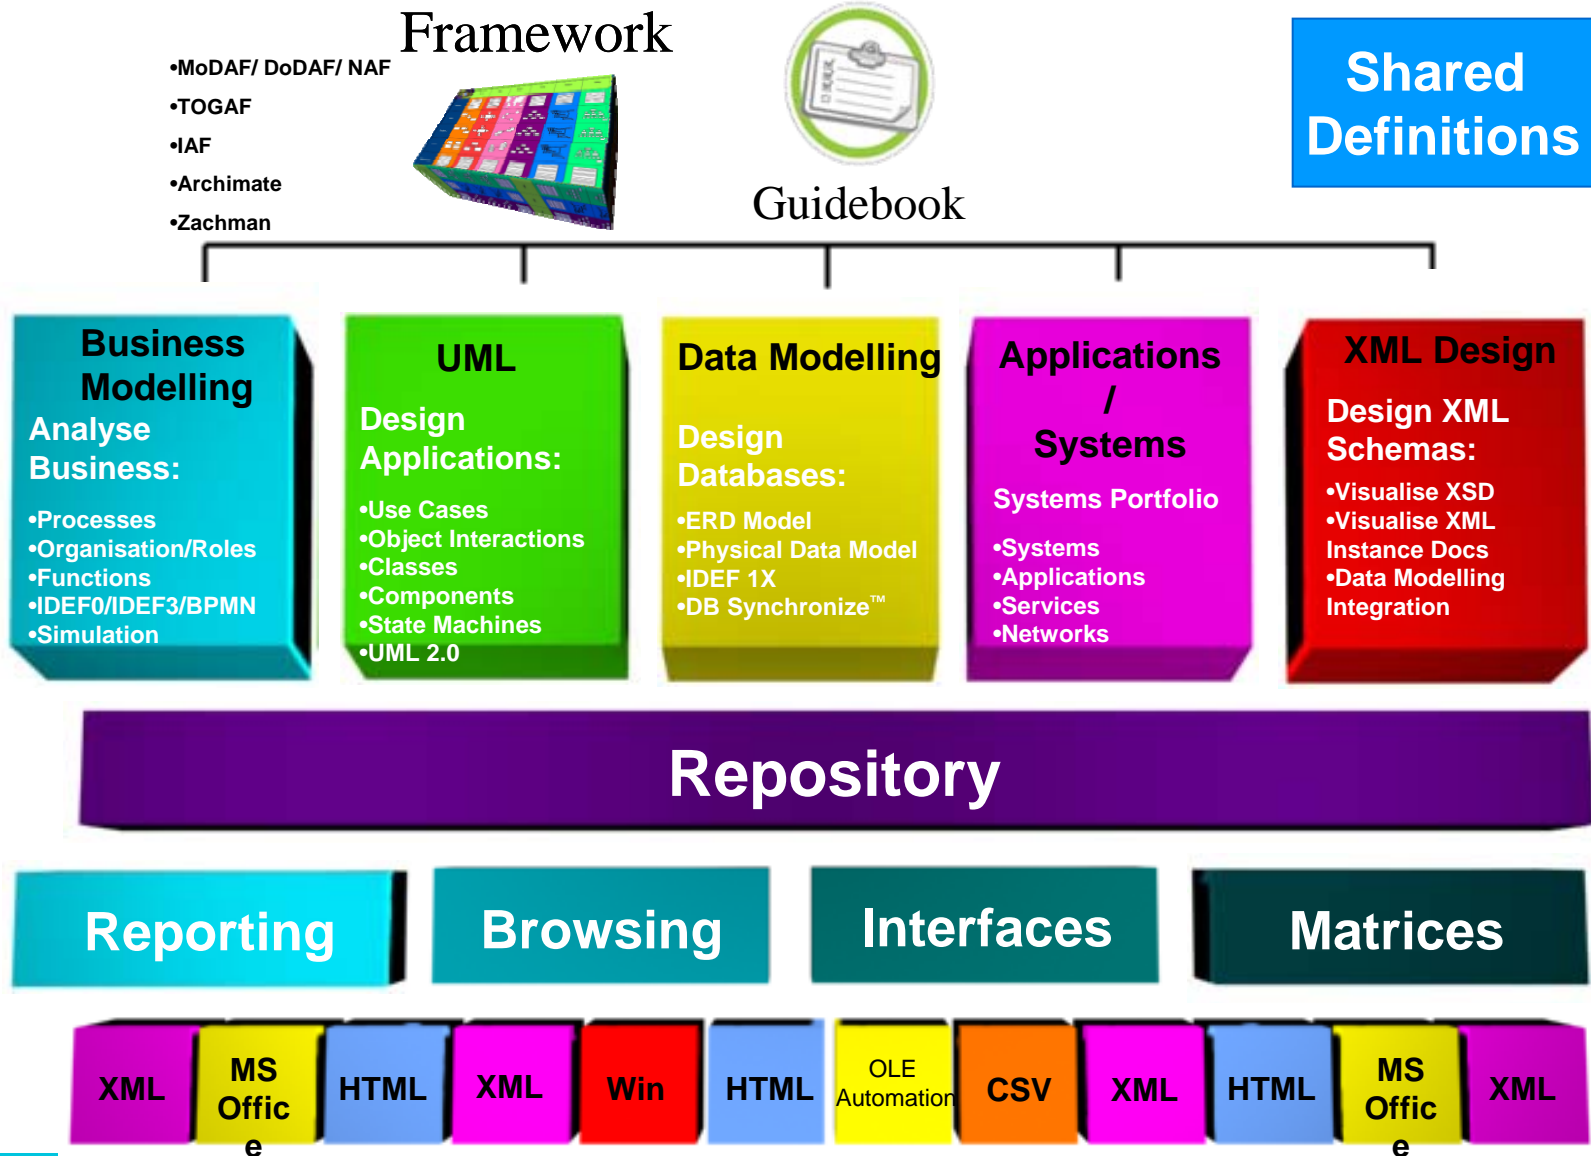 Framework
•MoDAF/ DoDAF/ NAF
•TOGAF
•IAF
•Archimate
•Zachman
Guidebook
Shared
Definitions
Business
Modelling
Analyse
Business:
•Processes
•Organisation/Roles
•Functions
•IDEF0/IDEF3/BPMN
•Simulation
UML
Design
Applications:
•Use Cases
•Object Interactions
•Classes
•Components
•State Machines
•UML 2.0
Data Modelling
Design
Databases:
•ERD Model
•Physical Data Model
•IDEF 1X
•DB Synchronize™
Applications
/
Systems
Systems Portfolio
•Systems
•Applications
•Services
•Networks
XML Design
Design XML
Schemas:
•Visualise XSD
•Visualise XML
Instance Docs
•Data Modelling
Integration
Repository
Reporting
Browsing
Interfaces
Matrices
XML
MS
Offic
e
HTML
XML
Win
HTML
OLE
Automation
CSV
XML
HTML
MS
Offic
e
XML